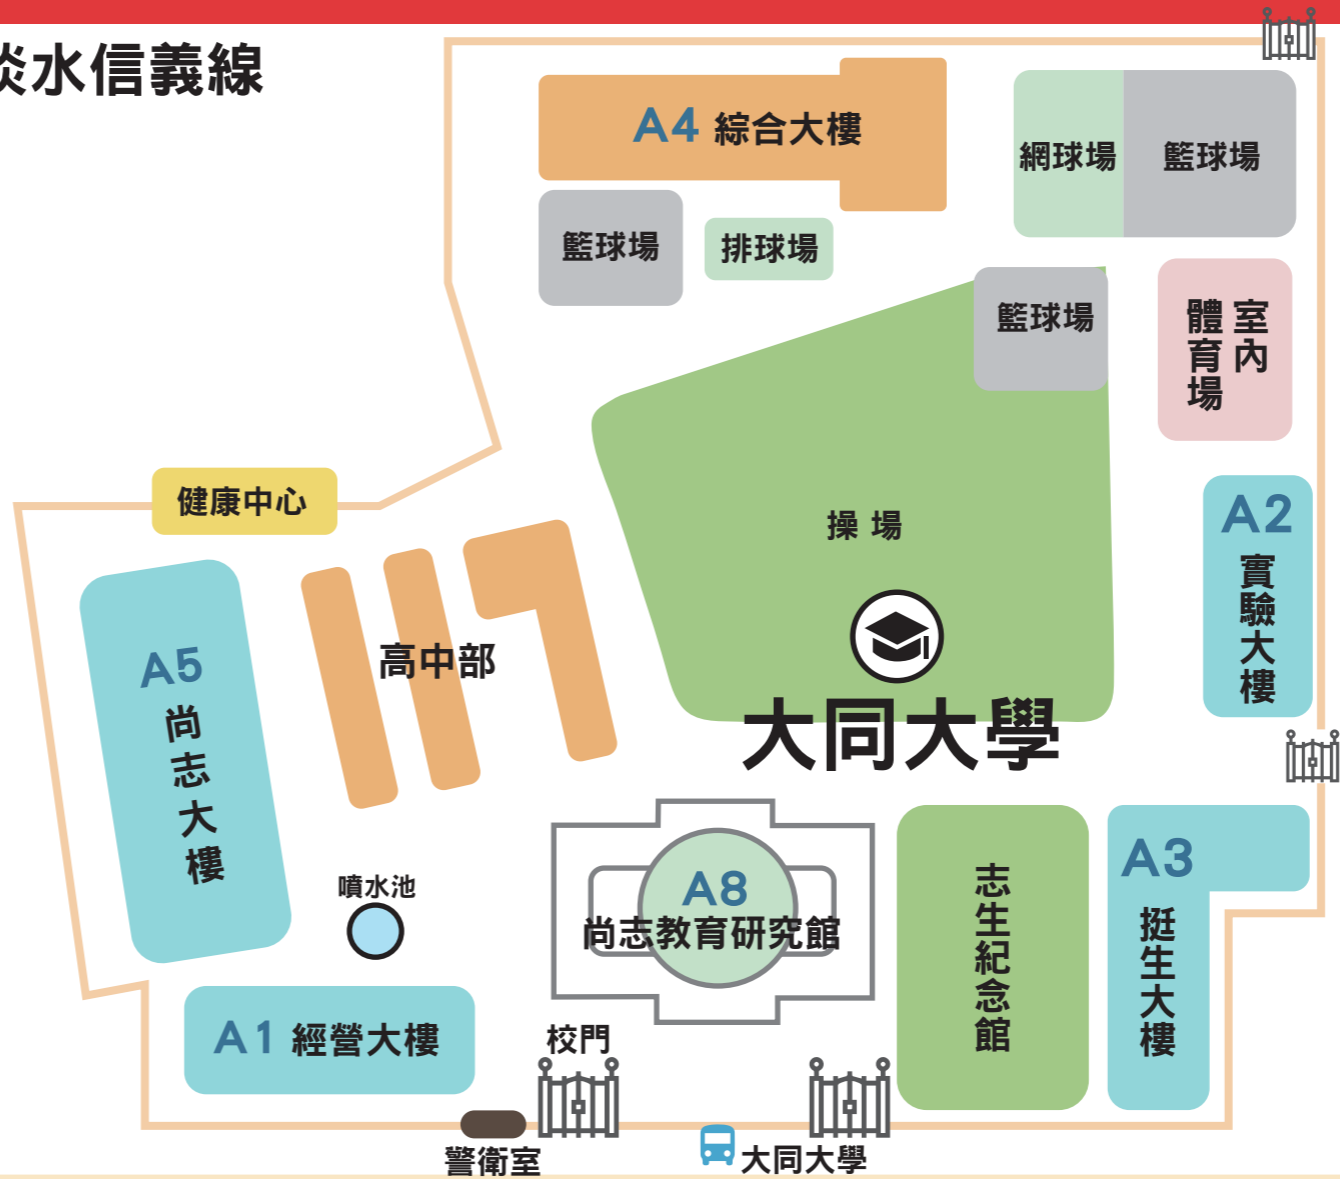 淡水信義線
A4 綜合大樓
網球場
籃球場
籃球場
排球場
籃球場
室內
體育場
健康中心
操場
A2
實驗大樓
高中部
A5
尚志大樓
大同大學
噴水池
A8
尚志教育研究館
志生紀念館
A3
挺生大樓
A1 經營大樓
校門
警衛室
大同大學